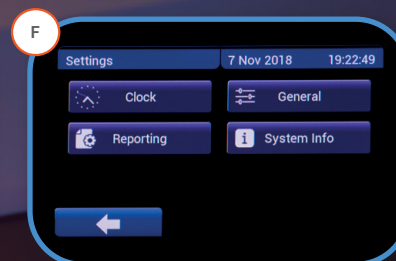 F
Settings 7 Nov 2018 19:22:49
Clock General
Reporting i System Info